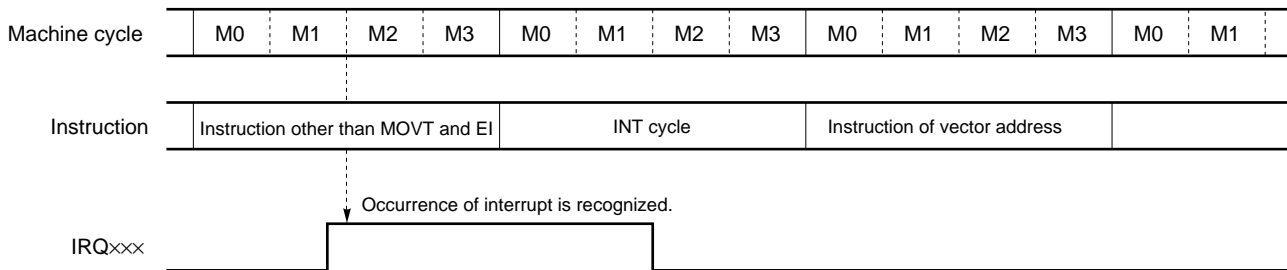 Machine cycle M0 M1 M2 M3 M0 M1 M2 M3 M0 M1 M2 M3 M0 M1
Instruction Instruction other than MOVT and EI INT cycle Instruction of vector address
Occurrence of interrupt is recognized.
IRQ×××